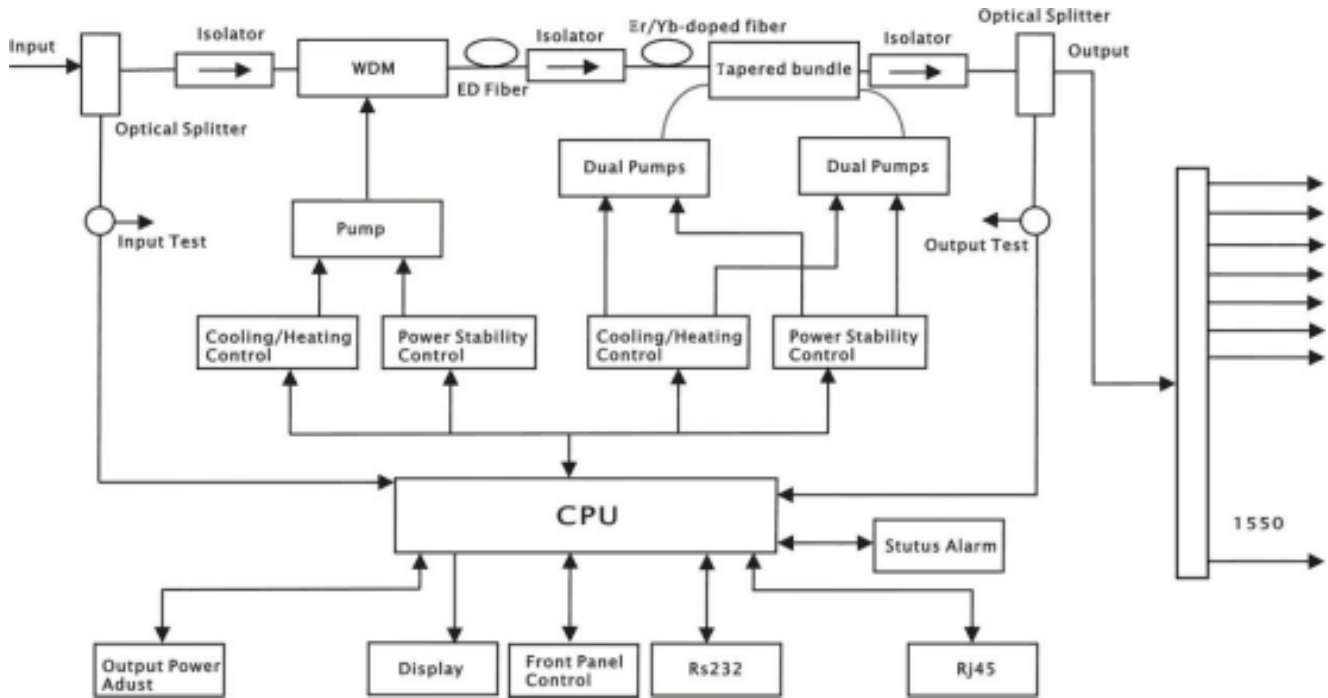 Optical Splitter
Er/Yb-doped fiber
Input
Isolator
Isolator
Isolator
Output
WDM
Tapered bundle
ED Fiber
Optical Splitter
Dual Pumps
Dual Pumps
Pump
Input Test
Output Test
Cooling/Heating
Control
Power Stability
Control
Cooling/Heating
Control
Power Stability
Control
CPU
1550
Stutus Alarm
Output Power
Adust
Display
Front Panel
Control
Rs232
Rj45